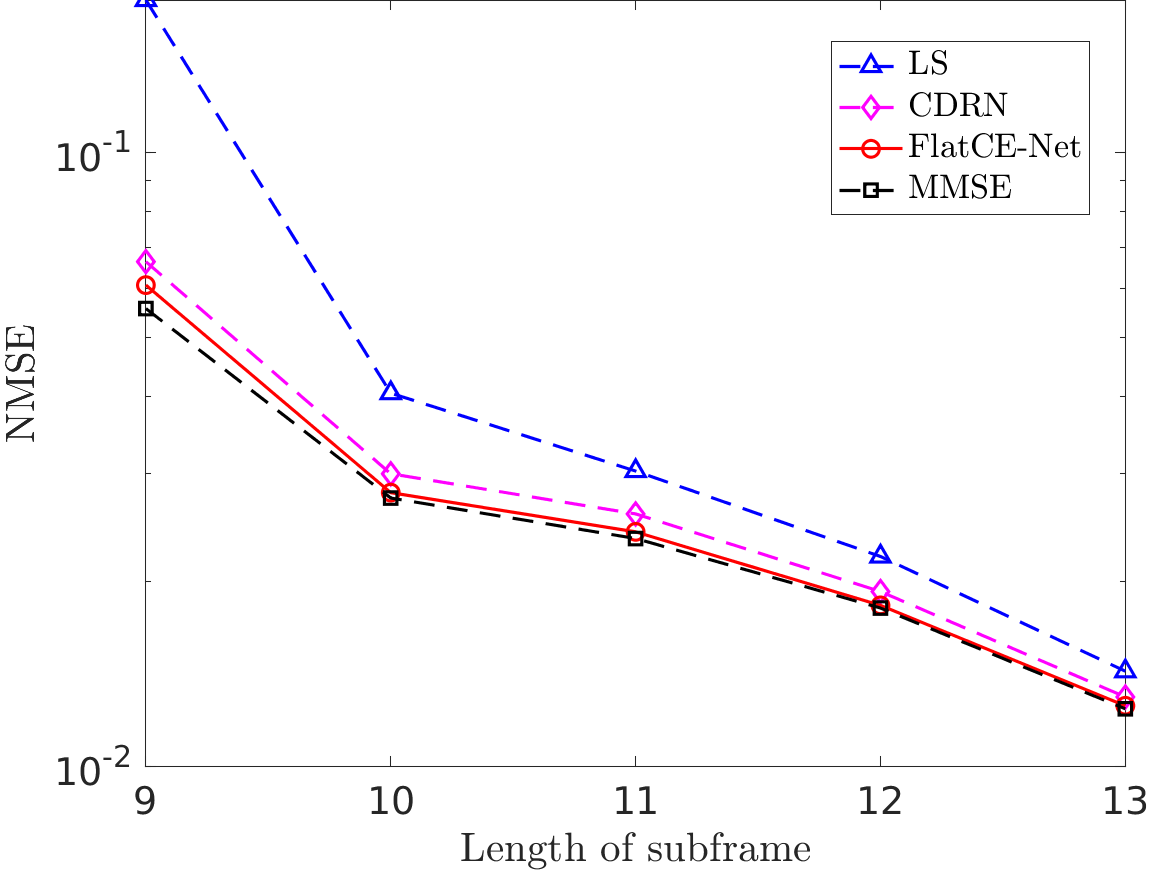 LS
CDRN
FlatCE-Net
MMSE
10-1
10-2
NMSE
9 10 11 12 13
Length of subframe